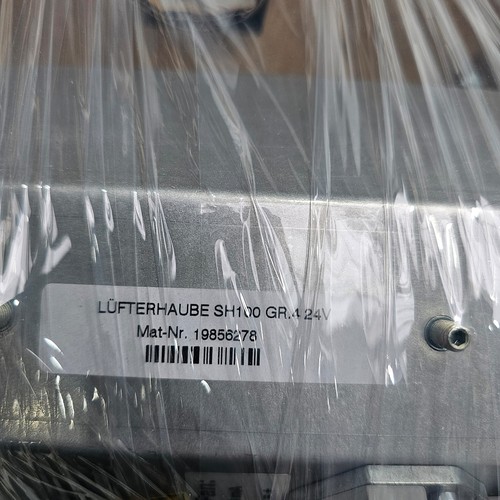 LÜFTERHAUBE SH100 GR.4 24V
Mat-Nr. 19856278